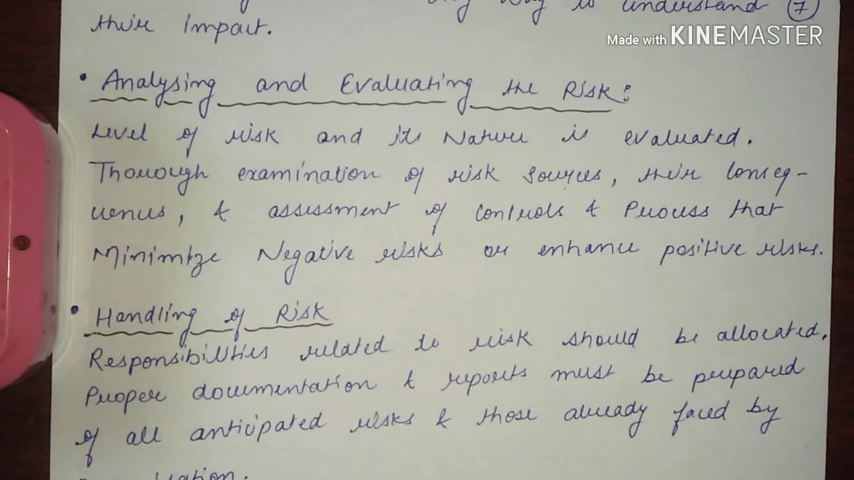 to understand 7
their impact.
Made with KINEMASTER
• Analysing and Evaluating the Risk:
Level of risk and its Nature is evaluated.
Thorough examination of risk sources, their conseq-
uences, & assessment of controls & Process that
Minimize Negative risks or enhance positive risks.
• Handling of Risk
Responsibilities related to risk should be allocated.
Proper documentation & reports must be prepared
of all anticipated risks & those already faced by